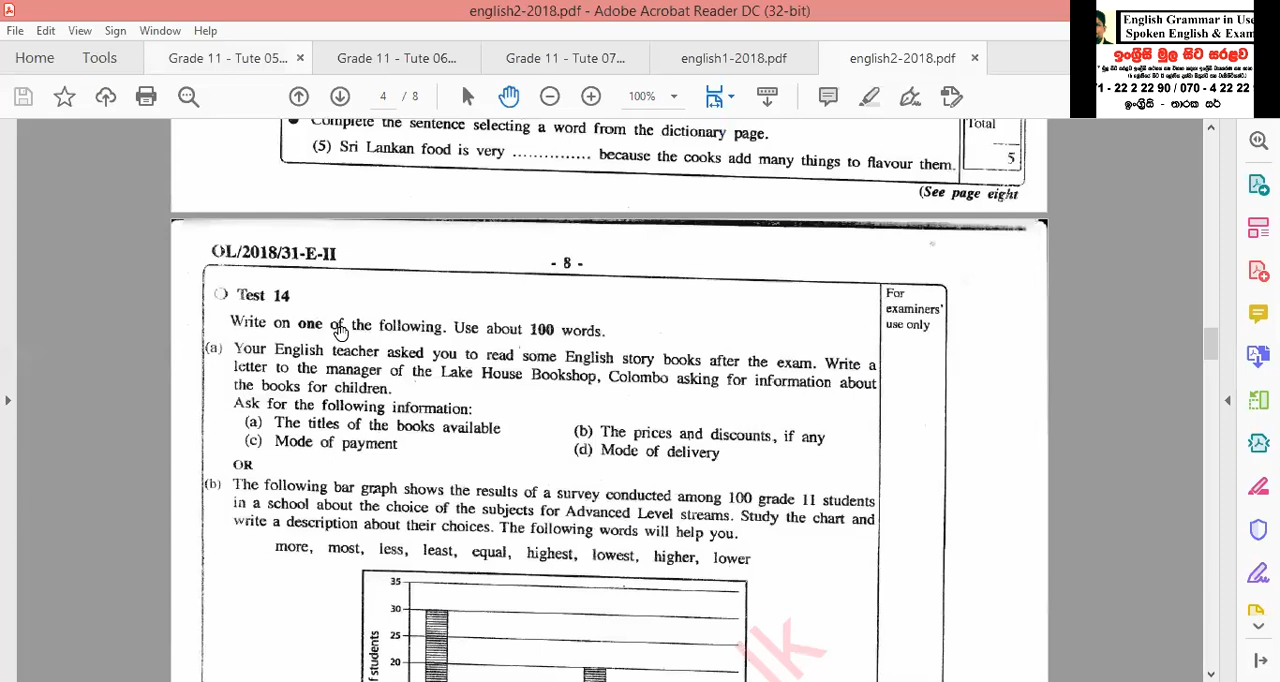 english2-2018.pdf - Adobe Acrobat Reader DC (32-bit)
File Edit View Sign Window Help
Home Tools Grade 11 - Tute 05... × Grade 11 - Tute 06... Grade 11 - Tute 07... english1-2018.pdf english2-2018.pdf ×
4 / 8 100%
English Grammar in Use
Spoken English & Exam
ඉංග්‍රීසි මුල සිට සරළව
71 - 22 2 22 90 / 070 - 4 22 22
ඉංග්‍රීසි - තාරක සර්
Complete the sentence selecting a word from the dictionary page.
(5) Sri Lankan food is very .............. because the cooks add many things to flavour them.
Total
5
(See page eight
OL/2018/31-E-II
- 8 -
For
examiners'
use only
Test 14
Write on one of the following. Use about 100 words.
(a) Your English teacher asked you to read some English story books after the exam. Write a
letter to the manager of the Lake House Bookshop, Colombo asking for information about
the books for children.
Ask for the following information:
(a) The titles of the books available (b) The prices and discounts, if any
(c) Mode of payment (d) Mode of delivery
OR
(b) The following bar graph shows the results of a survey conducted among 100 grade 11 students
in a school about the choice of the subjects for Advanced Level streams. Study the chart and
write a description about their choices. The following words will help you.
more, most, less, least, equal, highest, lowest, higher, lower
35
30
25
20
f students
lk